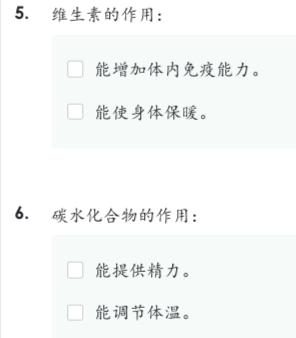 5. 维生素的作用：
能增加体内免疫能力。
能使身体保暖。
6. 碳水化合物的作用：
能提供精力。
能调节体温。